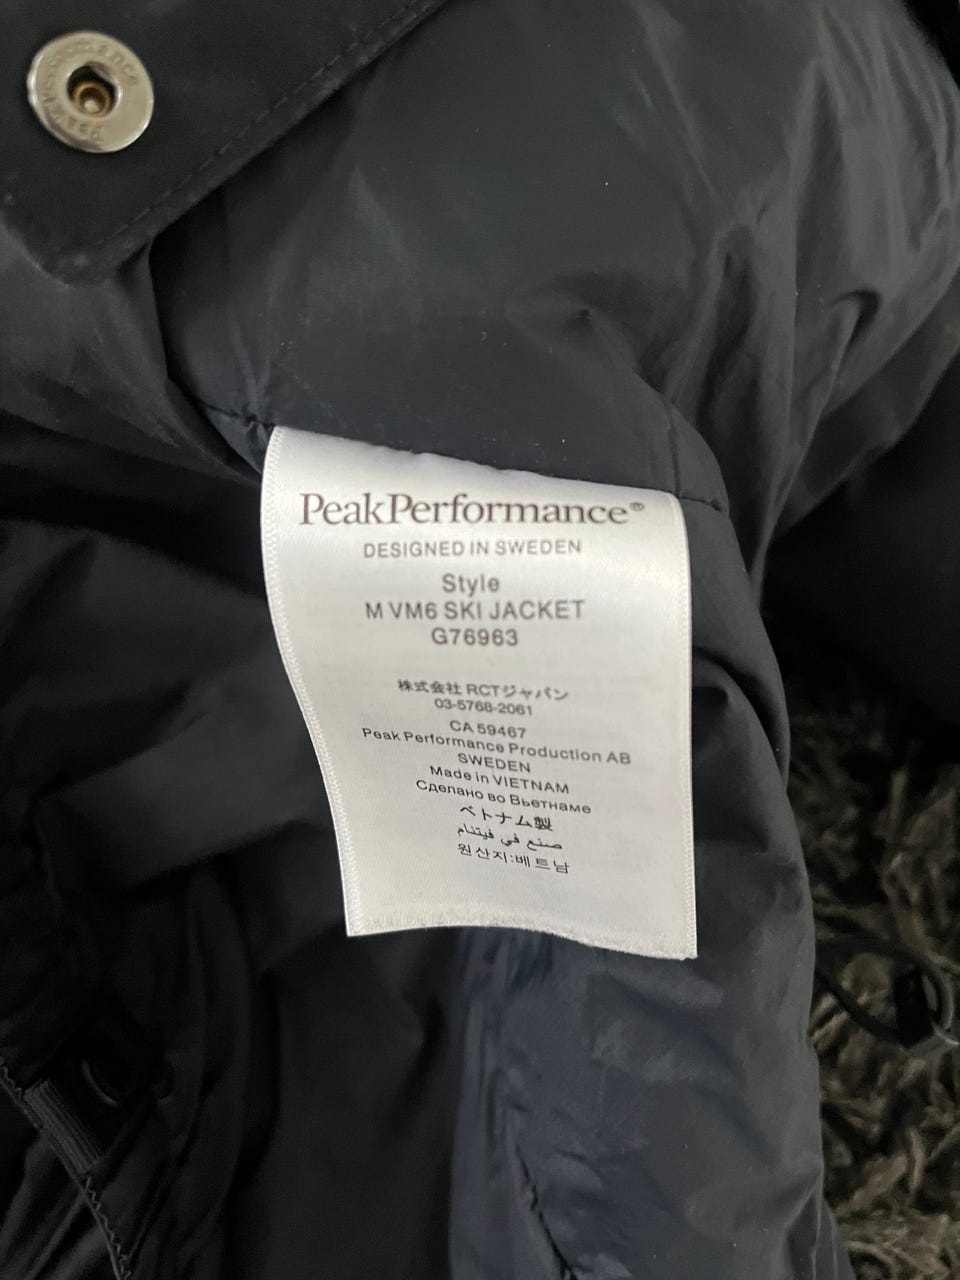 Peak Performance
PeakPerformance®
DESIGNED IN SWEDEN
Style
M VM6 SKI JACKET
G76963
株式会社 RCTジャパン
03-5768-2061
CA 59467
Peak Performance Production AB
SWEDEN
Made in VIETNAM
Сделано во Вьетнаме
ベトナム製
صنع في فيتنام
원산지:베트남